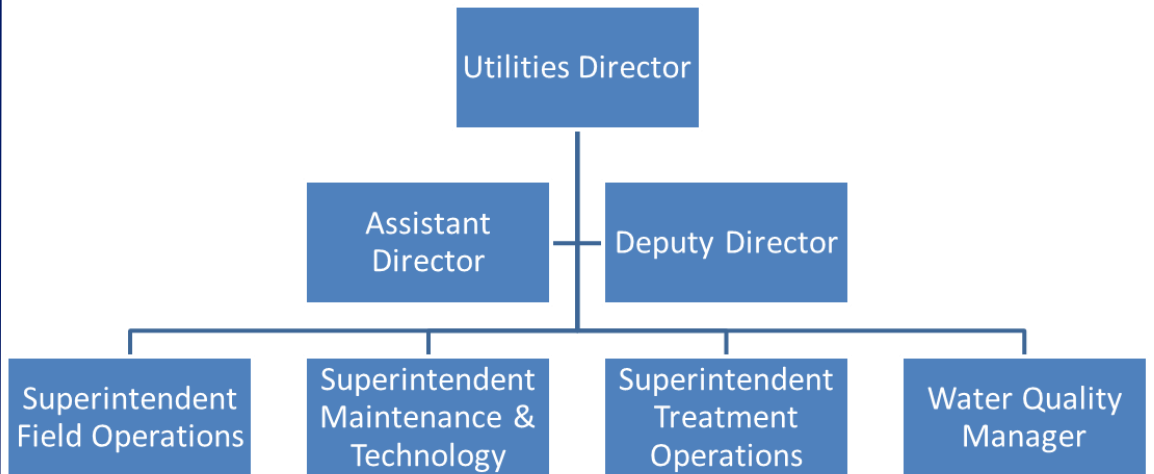 Utilities Director
Assistant
Director
Deputy Director
Superintendent
Field Operations
Superintendent
Maintenance &
Technology
Superintendent
Treatment
Operations
Water Quality
Manager